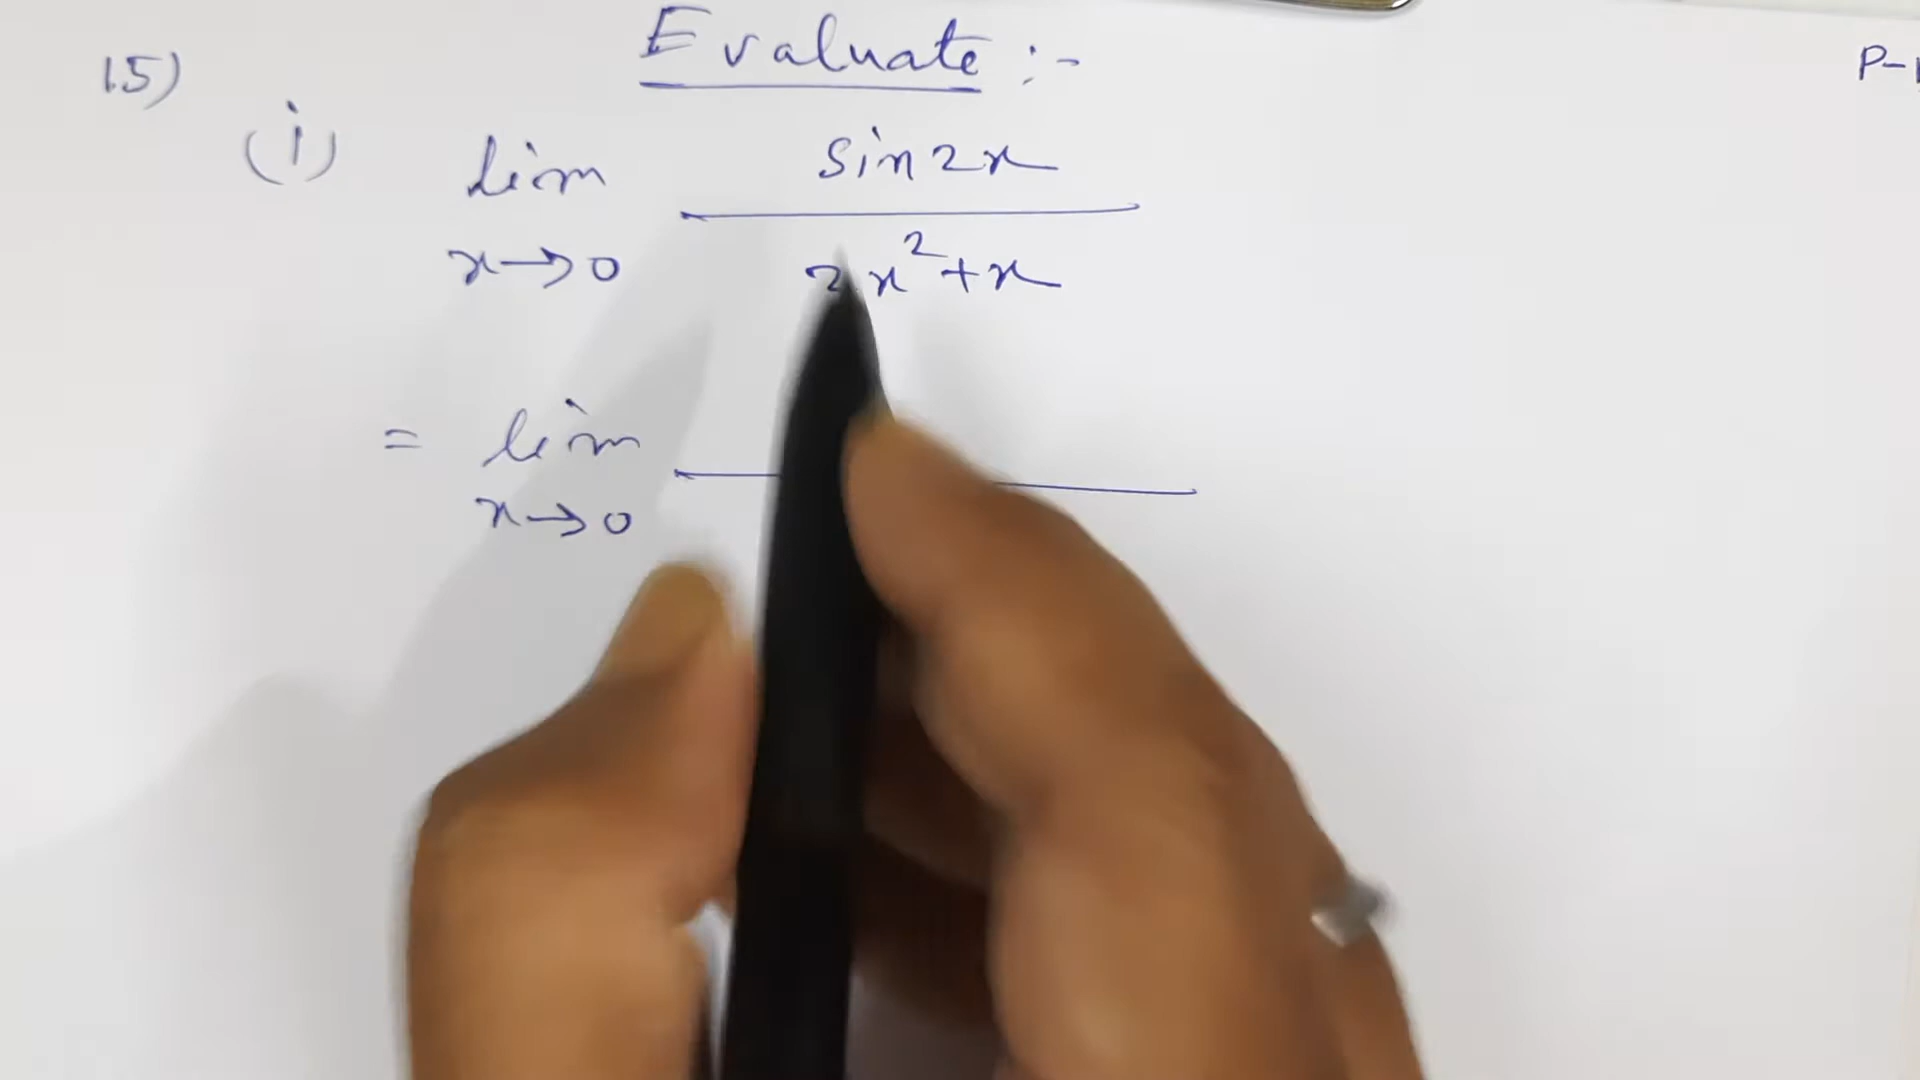 15) Evaluate :-
(i) lim sin2x
x→0 2x²+x
= lim
x→0